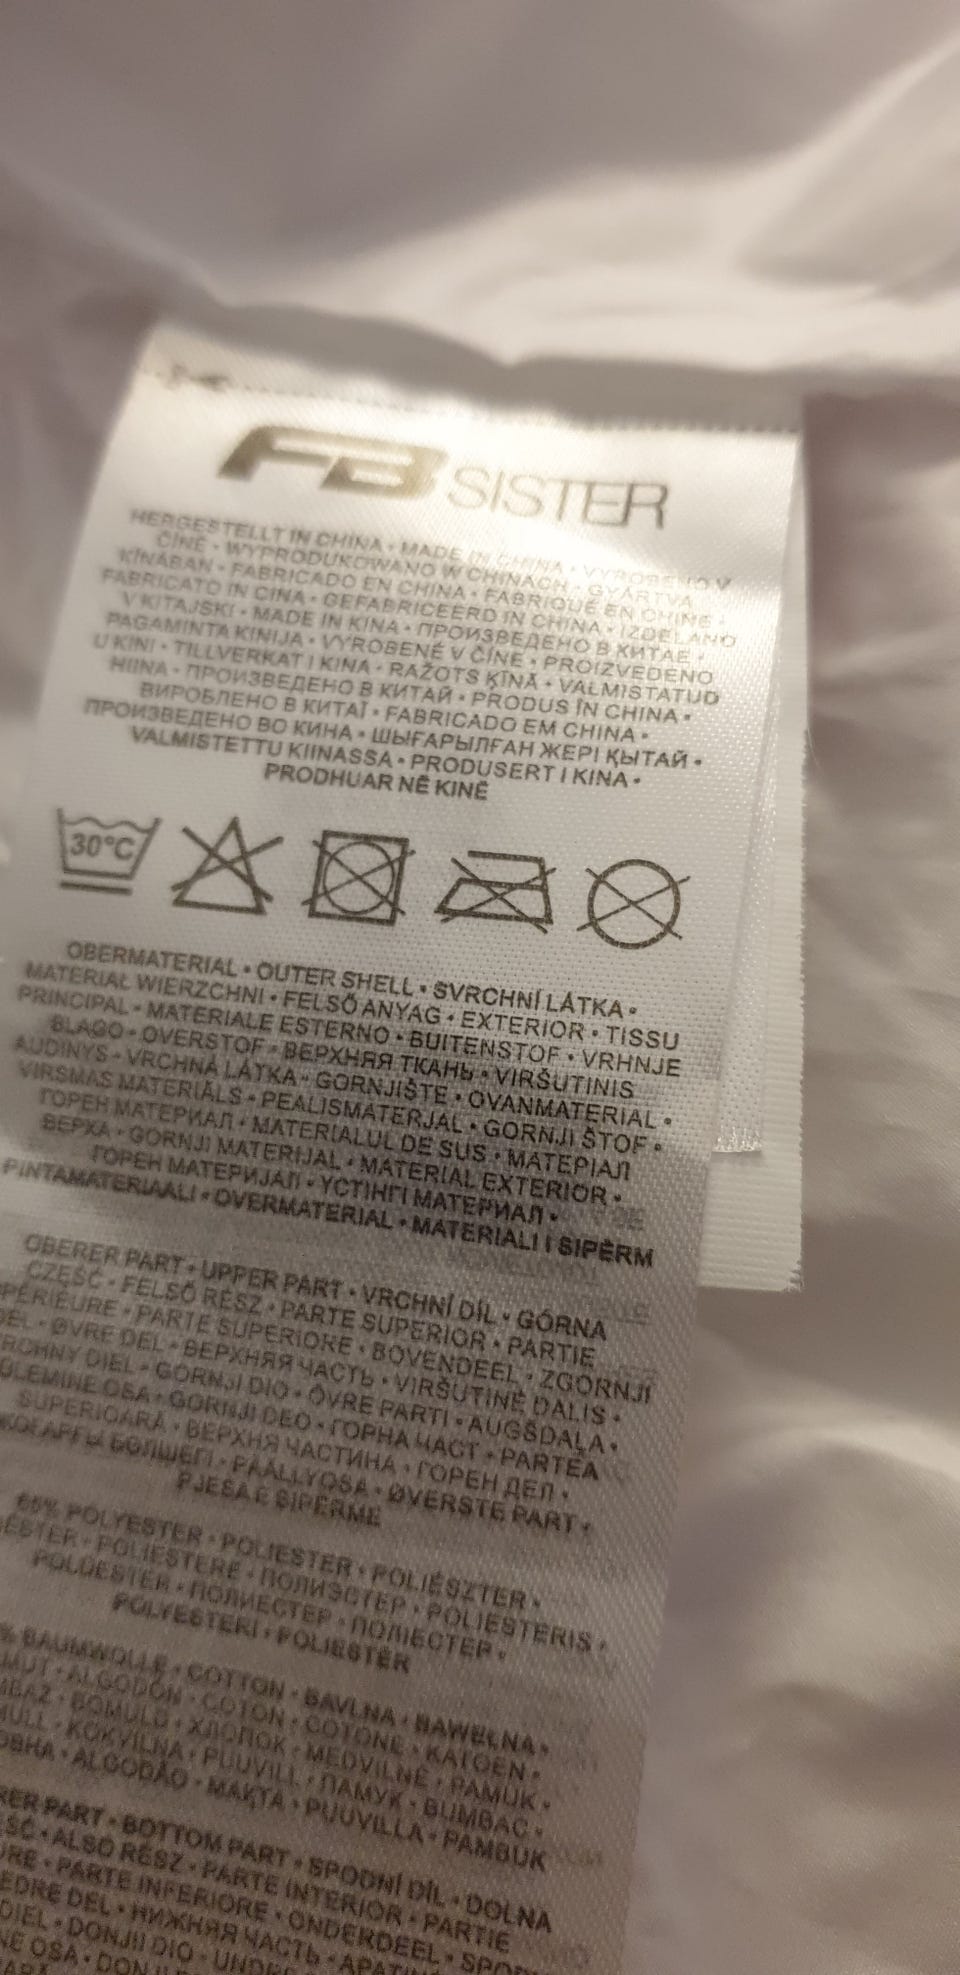 FB SISTER
HERGESTELLT IN CHINA • MADE IN CHINA • VYROBENO V
ČÍNĚ • WYPRODUKOWANO W CHINACH • GYÁRTVA
KÍNÁBAN • FABRICADO EN CHINA • FABRIQUÉ EN CHINE •
FABRICATO IN CINA • GEFABRICEERD IN CHINA • IZDELANO
V KITAJSKI • MADE IN KINA • ПРОИЗВЕДЕНО В КИТАЕ •
PAGAMINTA KINIJA • VYROBENÉ V ČÍNE • PROIZVEDENO
U KINI • TILLVERKAT I KINA • RAŽOTS ĶĪNĀ • VALMISTATUD
HIINA • ПРОИЗВЕДЕНО В КИТАЙ • PRODUS ÎN CHINA •
ВИРОБЛЕНО В КИТАЇ • FABRICADO EM CHINA •
ПРОИЗВЕДЕНО ВО КИНА • ШЫҒАРЫЛҒАН ЖЕРІ ҚЫТАЙ •
VALMISTETTU KIINASSA • PRODUSERT I KINA •
PRODHUAR NË KINË
30°C
OBERMATERIAL • OUTER SHELL • SVRCHNÍ LÁTKA •
MATERIAŁ WIERZCHNI • FELSŐ ANYAG • EXTERIOR • TISSU
PRINCIPAL • MATERIALE ESTERNO • BUITENSTOF • VRHNJE
BLAGO • OVERSTOF • ВЕРХНЯЯ ТКАНЬ • VIRŠUTINIS
AUDINYS • VRCHNÁ LÁTKA • GORNJIŠTE • OVANMATERIAL •
VIRSMAS MATERIĀLS • PEALISMATERJAL • GORNJI ŠTOF •
ГОРЕН МАТЕРИАЛ • MATERIALUL DE SUS • МАТЕРІАЛ
ВЕРХА • GORNJI MATERIJAL • MATERIAL EXTERIOR •
ГОРЕН МАТЕРИЈАЛ • ҮСТІҢГІ МАТЕРИАЛ •
PINTAMATERIAALI • OVERMATERIAL • MATERIALI I SIPËRM
OBERER PART • UPPER PART • VRCHNÍ DÍL • GÓRNA
CZĘŚĆ • FELSŐ RÉSZ • PARTE SUPERIOR • PARTIE
PARTE SUPERIORE • BOVENDEEL • ZGORNJI
DEL • ØVRE DEL • ВЕРХНЯЯ ЧАСТЬ • VIRŠUTINĖ DALIS •
DIEL • GORNJI DIO • ÖVRE PARTI • AUGŠDAĻA •
OSA • GORNJI DEO • ГОРНА ЧАСТ • PARTEA
SUPERIOARĂ • ВЕРХНЯ ЧАСТИНА • ГОРЕН ДЕЛ •
БӨЛШЕГІ • PÄÄLLYOSA • ØVERSTE PART •
PJESA E SIPËRME
65% POLYESTER • POLIESTER • POLIÉSZTER •
POLIESTERE • ПОЛИЭСТЕР • POLIESTERIS •
POLÜESTER • ПОЛИЕСТЕР • ПОЛІЕСТЕР •
POLYESTERI • POLIESTËR
% BAUMWOLLE • COTTON • BAVLNA • BAWEŁNA •
ALGODÓN • COTON • COTONE • KATOEN •
BOMULD • ХЛОПОК • MEDVILNĖ • PAMUK •
KOKVILNA • PUUVILL • ПАМУК • BUMBAC •
ALGODÃO • МАҚТА • PUUVILLA • PAMBUK
PART • BOTTOM PART • SPODNÍ DÍL • DOLNA
ALSÓ RÉSZ • PARTE INTERIOR • PARTIE
PARTE INFERIORE • ONDERDEEL •
DEL • НИЖНЯЯ ЧАСТЬ •
DIEL • DONJI DIO •
OSA •